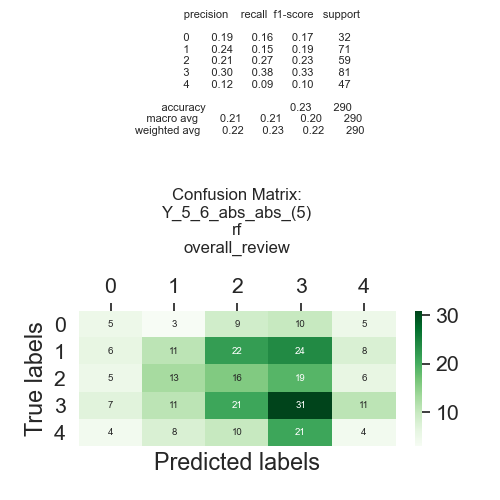 precision recall f1-score support
0 0.19 0.16 0.17 32
1 0.24 0.15 0.19 71
2 0.21 0.27 0.23 59
3 0.30 0.38 0.33 81
4 0.12 0.09 0.10 47
accuracy 0.23 290
macro avg 0.21 0.21 0.20 290
weighted avg 0.22 0.23 0.22 290
Confusion Matrix:
Y_5_6_abs_abs_(5)
rf
overall_review
0 1 2 3 4
0 5 3 9 10 5
1 6 11 22 24 8
2 5 13 16 19 6
3 7 11 21 31 11
4 4 8 10 21 4
True labels
Predicted labels
30
20
10